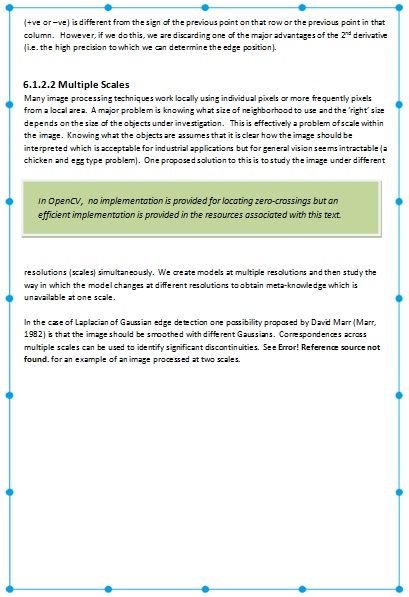 (+ve or –ve) is different from the sign of the previous point on that row or the previous point in that
column.  However, if we do this, we are discarding one of the major advantages of the 2nd derivative
(i.e. the high precision to which we can determine the edge position).
6.1.2.2 Multiple Scales
Many image processing techniques work locally using individual pixels or more frequently pixels
from a local area.  A major problem is knowing what size of neighborhood to use and the ‘right’ size
depends on the size of the objects under investigation.  This is effectively a problem of scale within
the image.  Knowing what the objects are assumes that it is clear how the image should be
interpreted which is acceptable for industrial applications but for general vision seems intractable (a
chicken and egg type problem).  One proposed solution to this is to study the image under different
In OpenCV,  no implementation is provided for locating zero-crossings but an
efficient implementation is provided in the resources associated with this text.
resolutions (scales) simultaneously.  We create models at multiple resolutions and then study the
way in which the model changes at different resolutions to obtain meta-knowledge which is
unavailable at one scale.
In the case of Laplacian of Gaussian edge detection one possibility proposed by David Marr (Marr,
1982) is that the image should be smoothed with different Gaussians.  Correspondences across
multiple scales can be used to identify significant discontinuities.  See Error! Reference source not
found. for an example of an image processed at two scales.